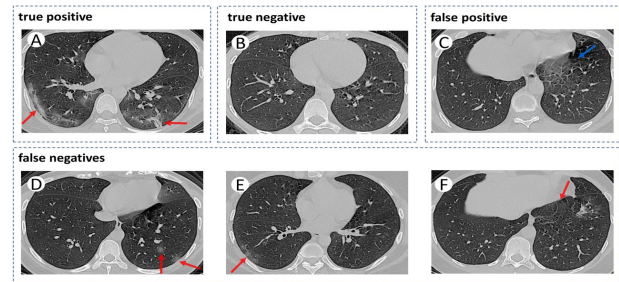 true positive
true negative
false positive
A
B
C
false negatives
D
E
F